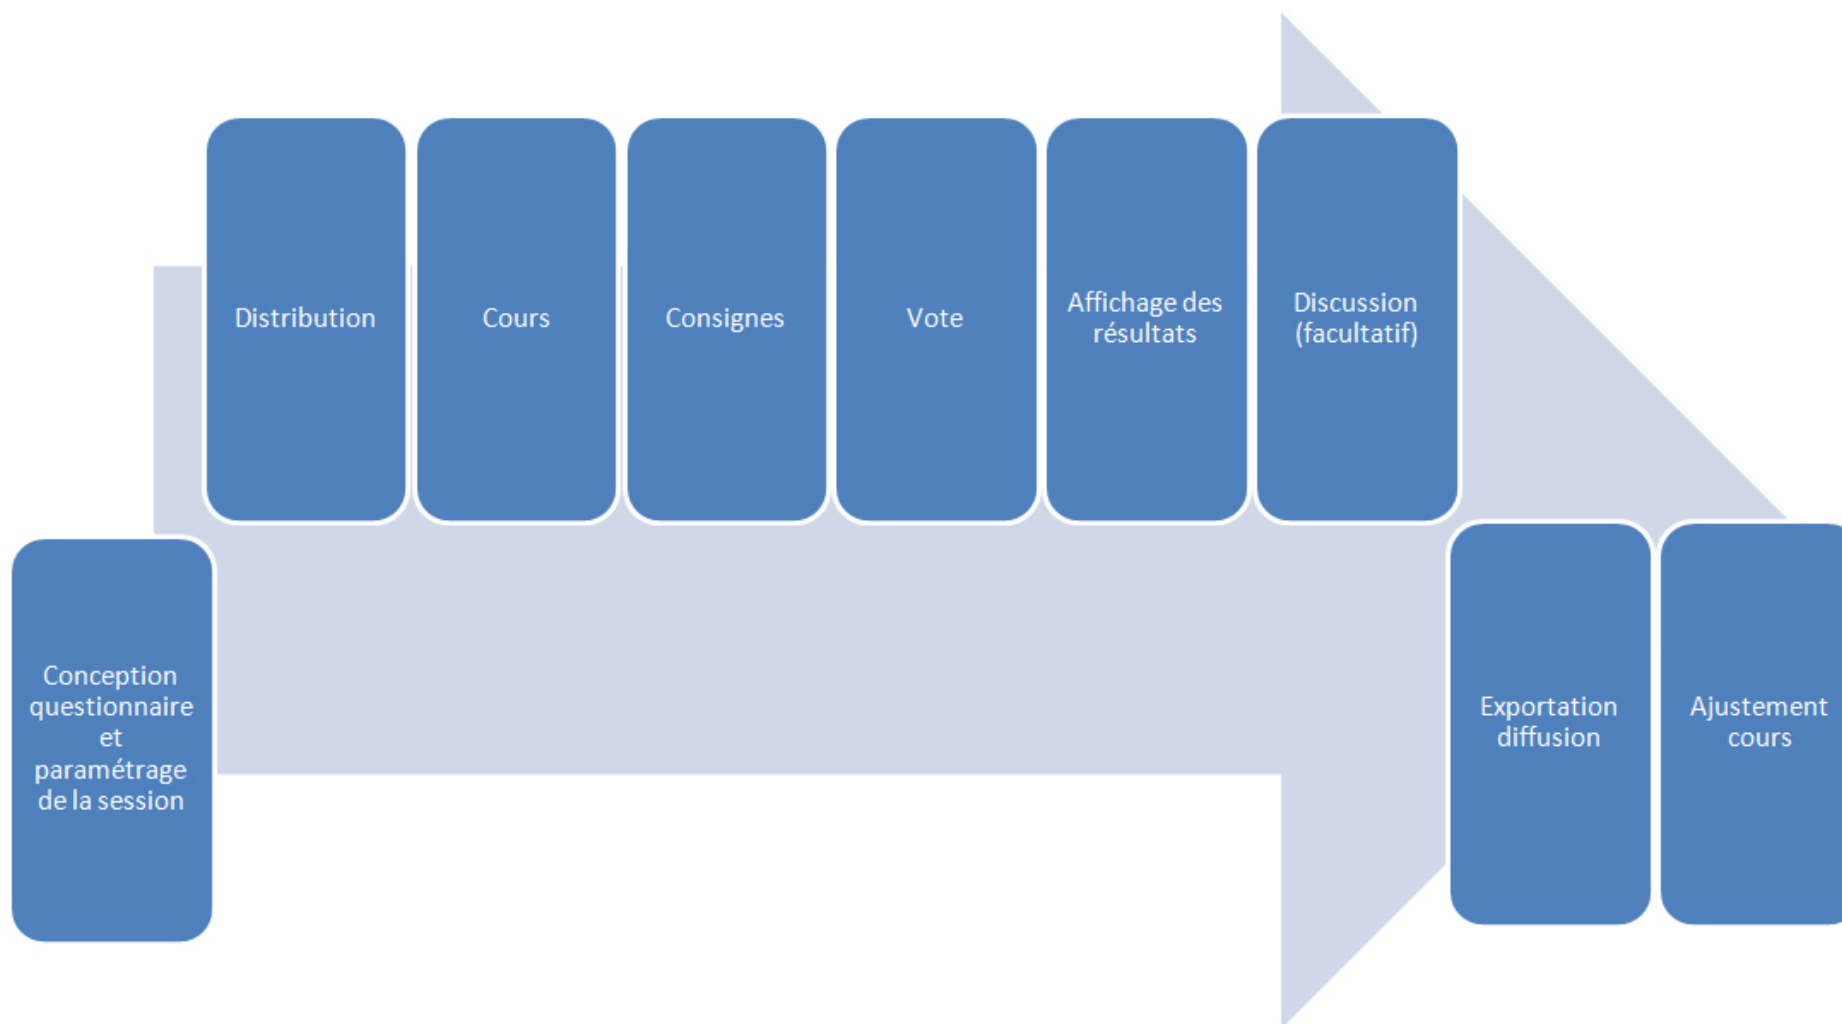 Distribution
Cours
Consignes
Vote
Affichage des
résultats
Discussion
(facultatif)
Conception
questionnaire
et
paramétrage
de la session
Exportation
diffusion
Ajustement
cours